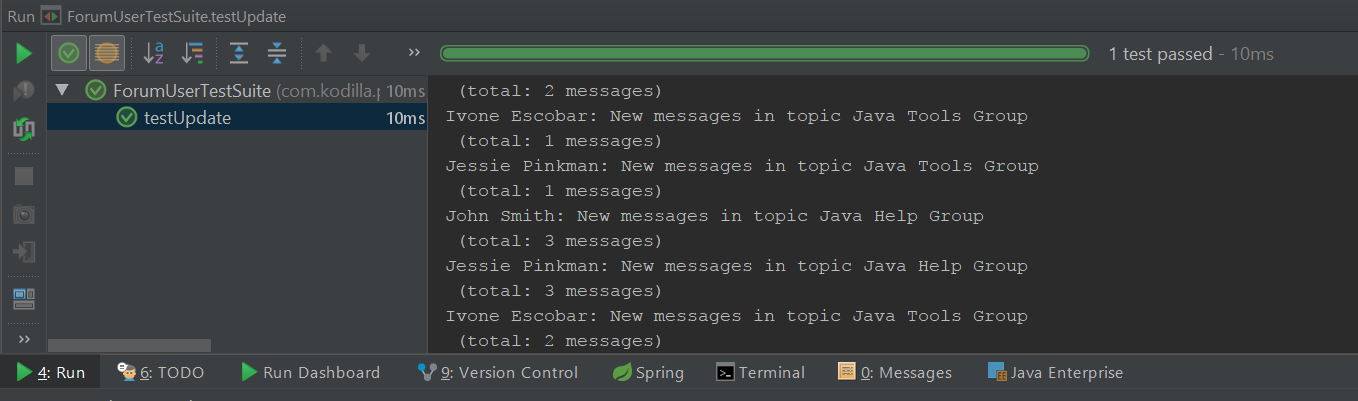 Run ForumUserTestSuite.testUpdate
1 test passed - 10ms
ForumUserTestSuite (com.kodilla.p 10ms
testUpdate 10ms
(total: 2 messages)
Ivone Escobar: New messages in topic Java Tools Group
(total: 1 messages)
Jessie Pinkman: New messages in topic Java Tools Group
(total: 1 messages)
John Smith: New messages in topic Java Help Group
(total: 3 messages)
Jessie Pinkman: New messages in topic Java Help Group
(total: 3 messages)
Ivone Escobar: New messages in topic Java Tools Group
(total: 2 messages)
4: Run 6: TODO Run Dashboard 9: Version Control Spring Terminal 0: Messages Java Enterprise